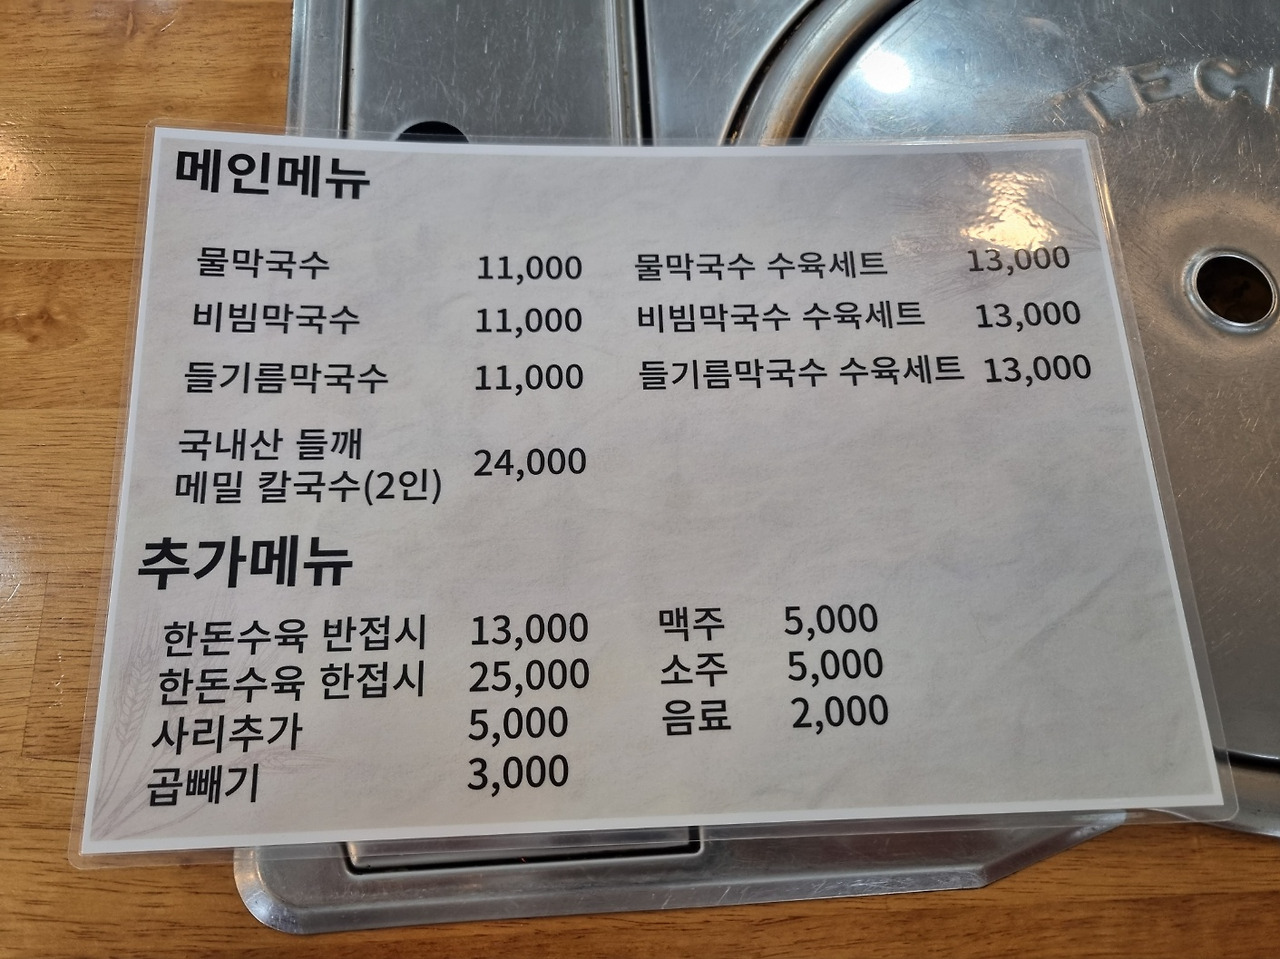 메인메뉴
물막국수 11,000 물막국수 수육세트 13,000
비빔막국수 11,000 비빔막국수 수육세트 13,000
들기름막국수 11,000 들기름막국수 수육세트 13,000
국내산 들깨
메밀 칼국수(2인) 24,000
추가메뉴
한돈수육 반접시 13,000 맥주 5,000
한돈수육 한접시 25,000 소주 5,000
사리추가 5,000 음료 2,000
곱빼기 3,000